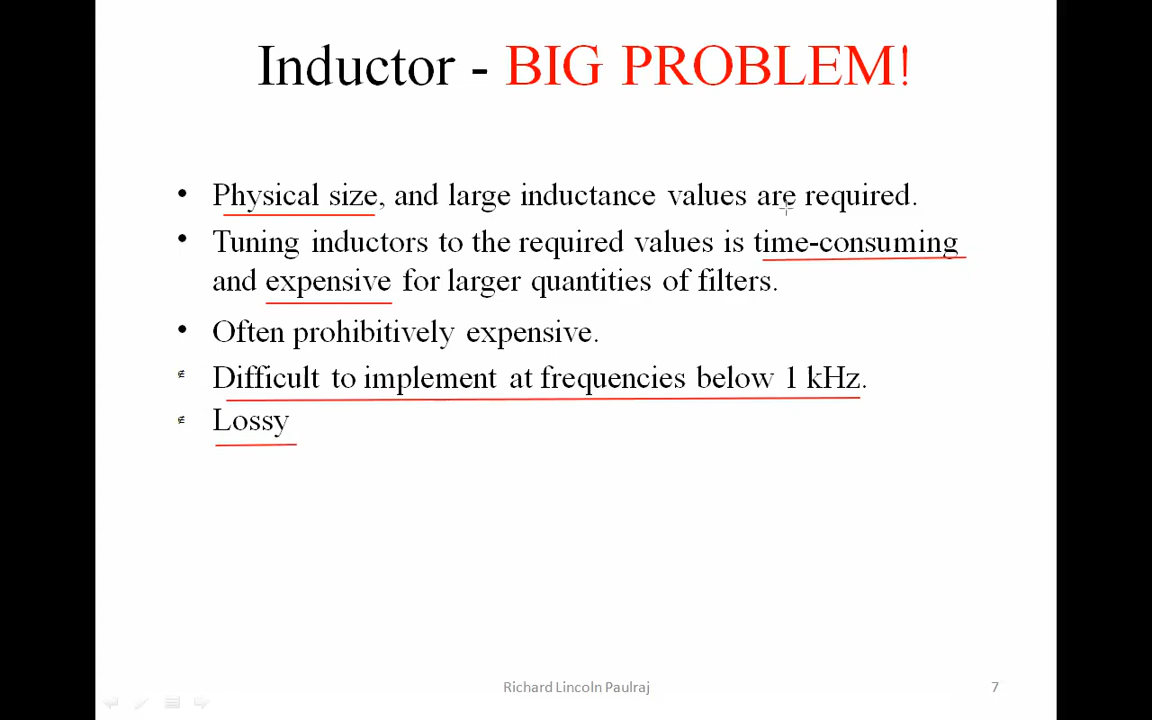 Inductor - BIG PROBLEM!
• Physical size, and large inductance values are required.
• Tuning inductors to the required values is time-consuming
and expensive for larger quantities of filters.
• Often prohibitively expensive.
∉ Difficult to implement at frequencies below 1 kHz.
∉ Lossy
Richard Lincoln Paulraj
7